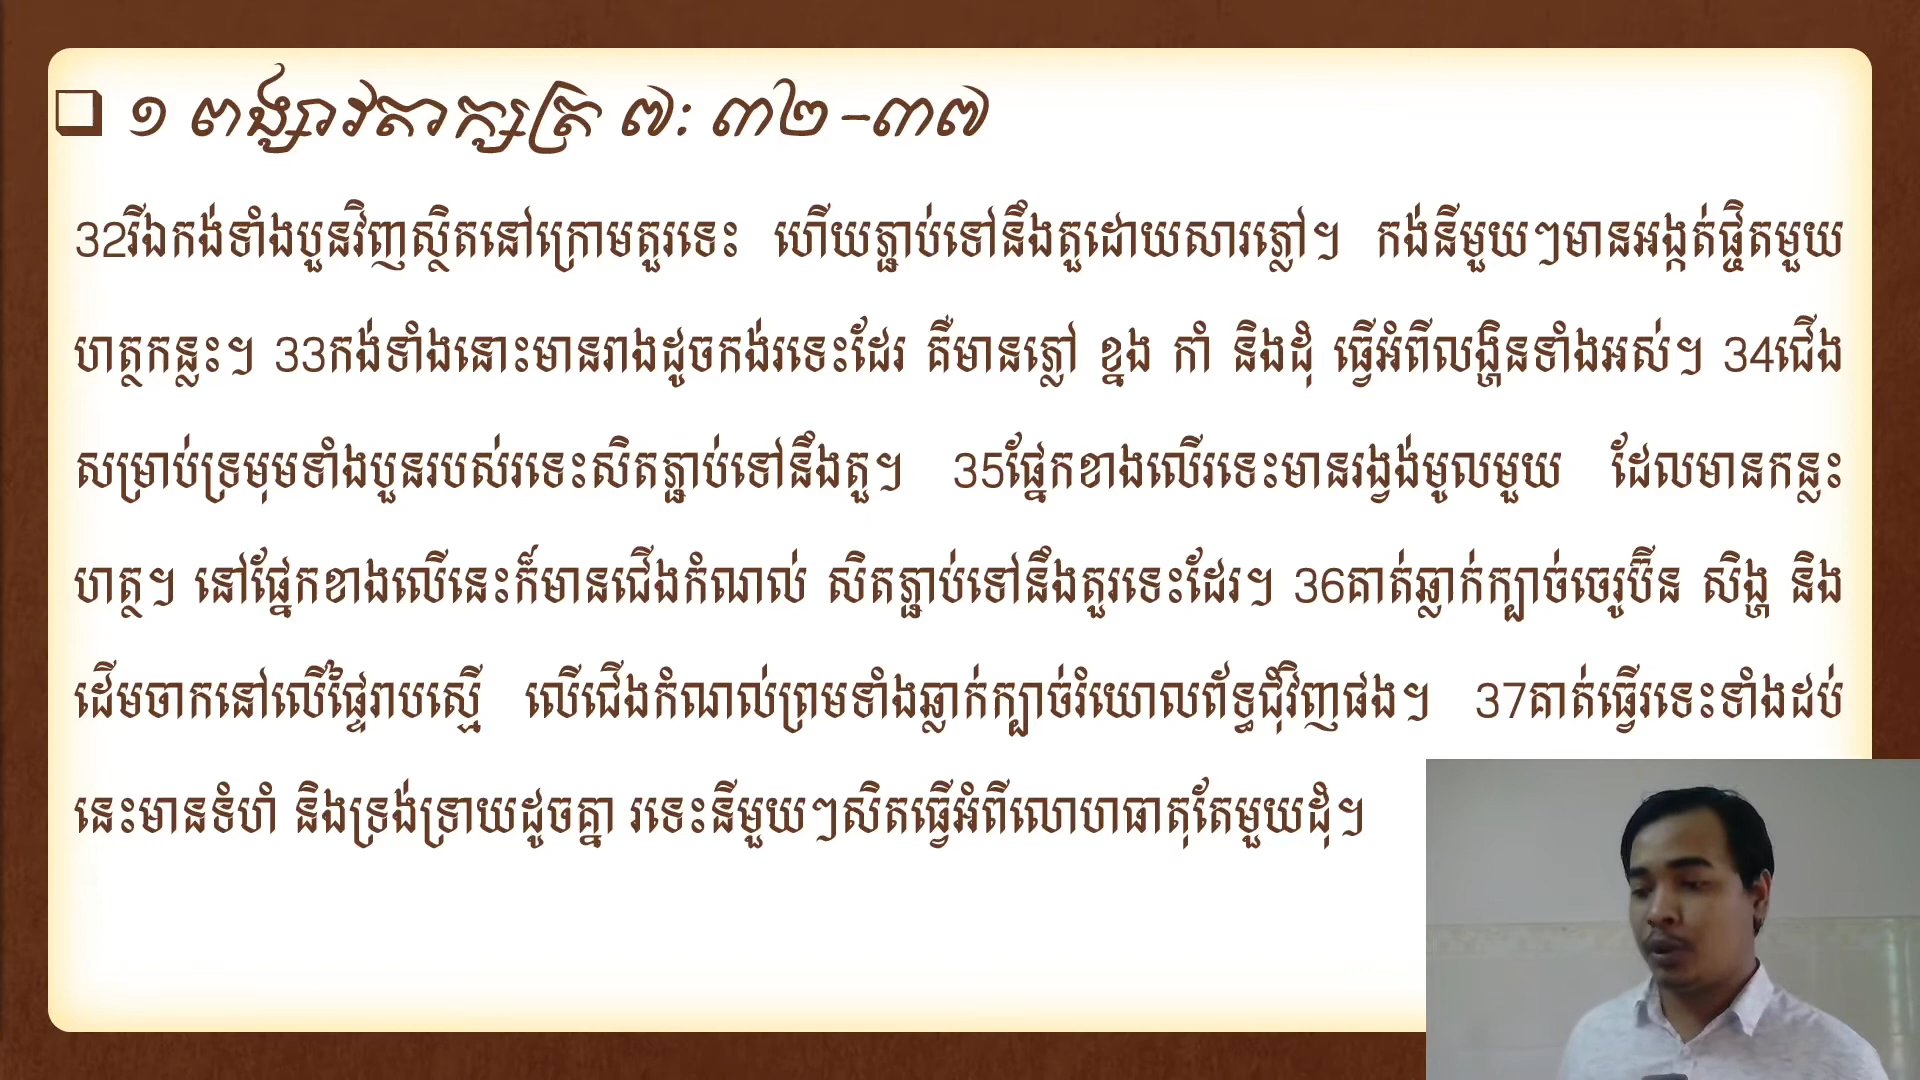 ១ ពង្សាវតាក្សត្រ ៧: ៣២-៣៧
32រីឯកង់ទាំងបួនវិញស្ថិតនៅក្រោមតួរទេះ ហើយភ្ជាប់ទៅនឹងតួដោយសារភ្លៅ។ កង់នីមួយៗមានអង្កត់ផ្ចិតមួយ
ហត្ថកន្លះ។ 33កង់ទាំងនោះមានរាងដូចកង់រទេះដែរ គឺមានភ្លៅ ខ្នង កាំ និងដុំ ធ្វើអំពីលង្ហិនទាំងអស់។ 34ជើង
សម្រាប់ទ្រមុមទាំងបួនរបស់រទេះសិតភ្ជាប់ទៅនឹងតួ។ 35ផ្នែកខាងលើរទេះមានរង្វង់មូលមួយ ដែលមានកន្លះ
ហត្ថ។ នៅផ្នែកខាងលើនេះក៏មានជើងកំណល់ សិតភ្ជាប់ទៅនឹងតួរទេះដែរ។ 36គាត់ឆ្លាក់ក្បាច់ចេរូប៊ីន សិង្ហ និង
ដើមចាកនៅលើផ្ទៃរាបស្មើ លើជើងកំណល់ព្រមទាំងឆ្លាក់ក្បាច់រំយោលព័ទ្ធជុំវិញផង។ 37គាត់ធ្វើរទេះទាំងដប់
នេះមានទំហំ និងទ្រង់ទ្រាយដូចគ្នា រទេះនីមួយៗសិតធ្វើអំពីលោហធាតុតែមួយដុំ។